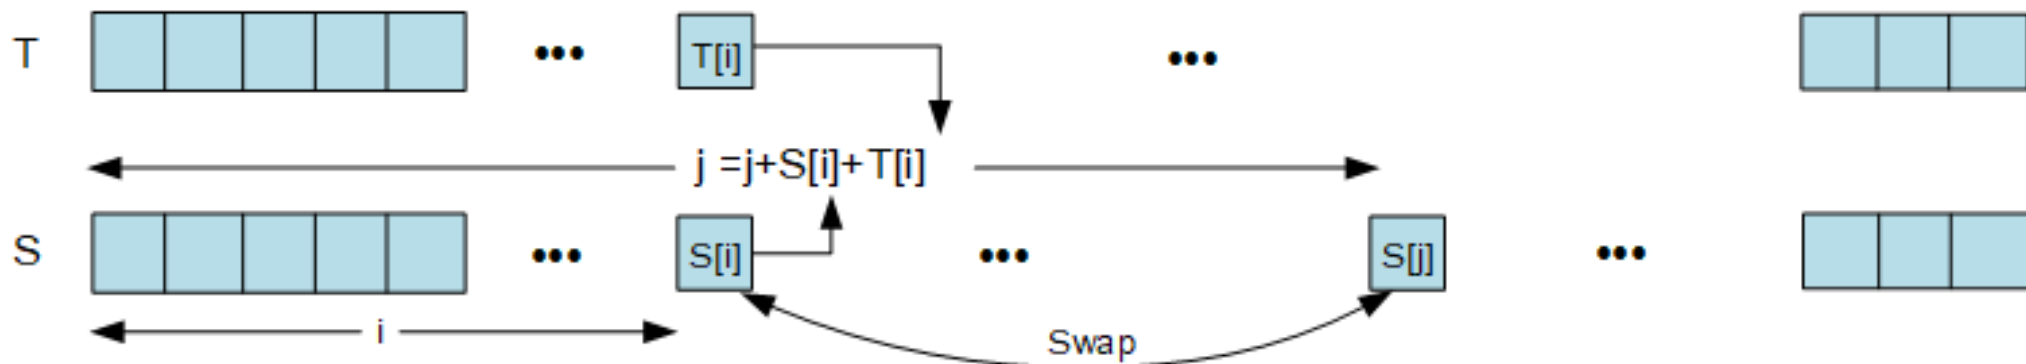 T ••• T[i] •••
j =j+S[i]+T[i]
S ••• S[i] ••• S[j] •••
i
Swap